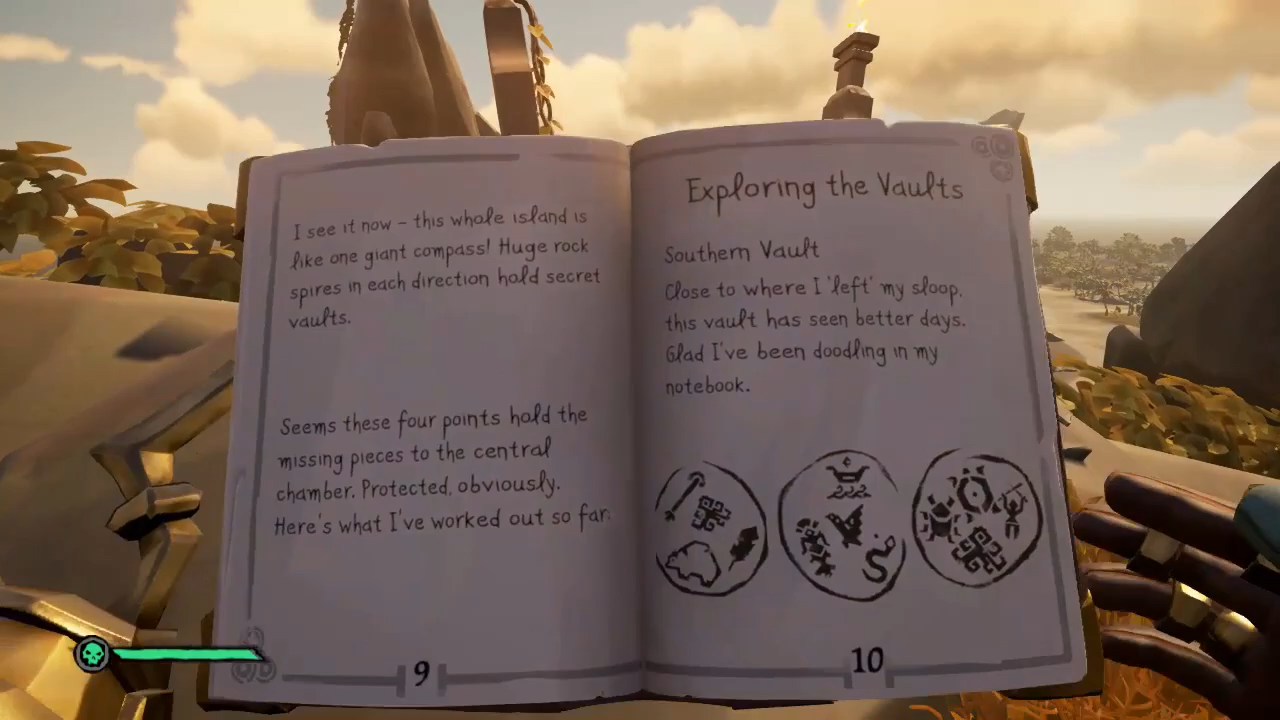 I see it now - this whole island is
like one giant compass! Huge rock
spires in each direction hold secret
vaults.
Seems these four points hold the
missing pieces to the central
chamber. Protected, obviously.
Here's what I've worked out so far:
9
Exploring the Vaults
Southern Vault
Close to where I 'left' my sloop,
this vault has seen better days.
Glad I've been doodling in my
notebook.
10